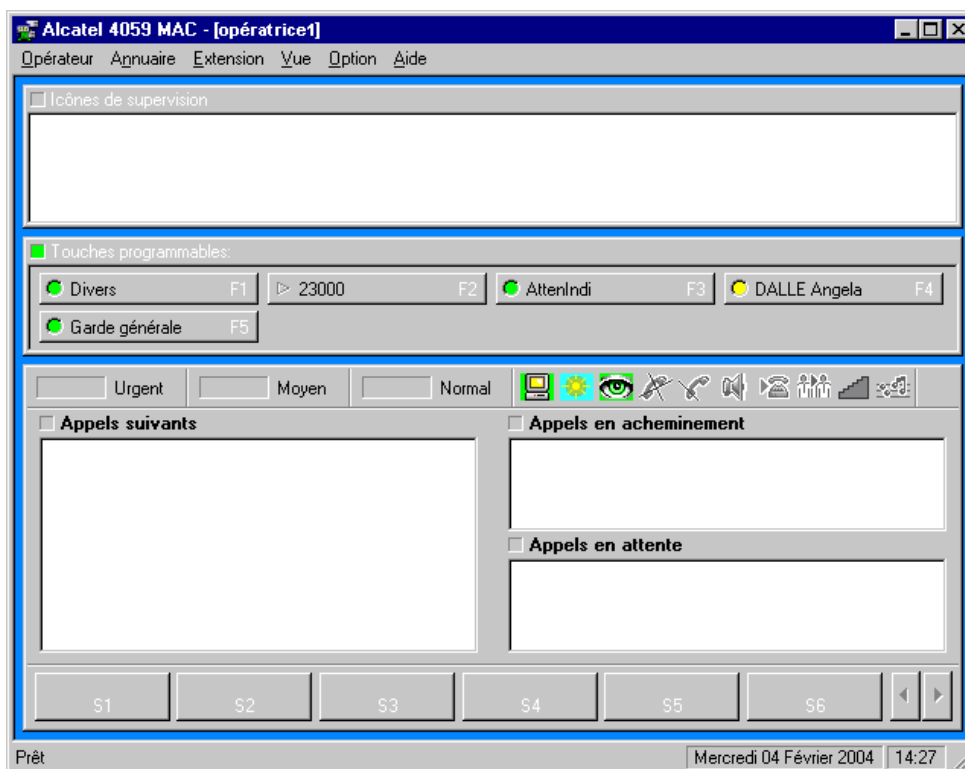 Alcatel 4059 MAC - [opératrice1]
Opérateur Annuaire Extension Vue Option Aide
Icônes de supervision
Touches programmables:
Divers F1 23000 F2 AttenIndi F3 DALLE Angela F4
Garde générale F5
Urgent Moyen Normal
Appels suivants Appels en acheminement
Appels en attente
S1 S2 S3 S4 S5 S6
Prêt Mercredi 04 Février 2004 14:27